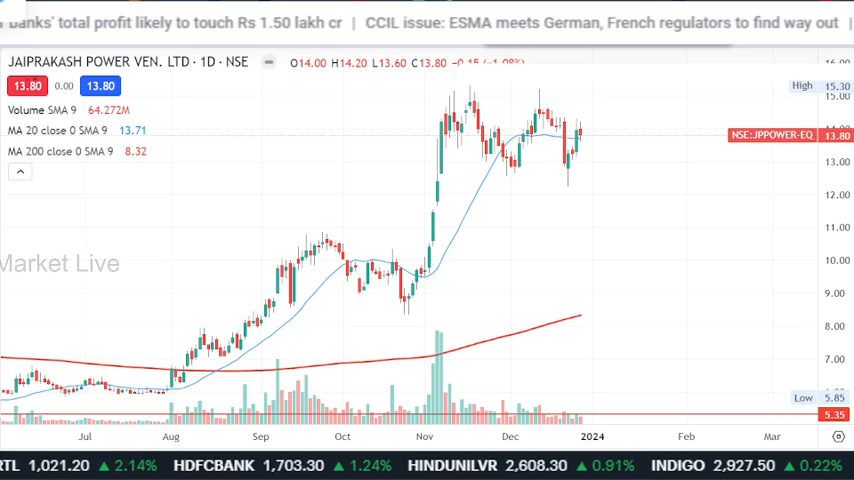 banks' total profit likely to touch Rs 1.50 lakh cr | CCIL issue: ESMA meets German, French regulators to find way out |
JAIPRAKASH POWER VEN. LTD · 1D · NSE O14.00 H14.20 L13.60 C13.80 −0.15 (−1.08%)
13.80 0.00 13.80
Volume SMA 9 64.272M
MA 20 close 0 SMA 9 13.71
MA 200 close 0 SMA 9 8.32
16.00
High 15.30
15.00
14.00
NSE:JPPOWER-EQ 13.80
13.00
12.00
11.00
Market Live
10.00
9.00
8.00
7.00
Low 5.85
5.35
Jul Aug Sep Oct Nov Dec 2024 Feb Mar
RTL 1,021.20 ▲ 2.14% HDFCBANK 1,703.30 ▲ 1.24% HINDUNILVR 2,608.30 ▲ 0.91% INDIGO 2,927.50 ▲ 0.22%